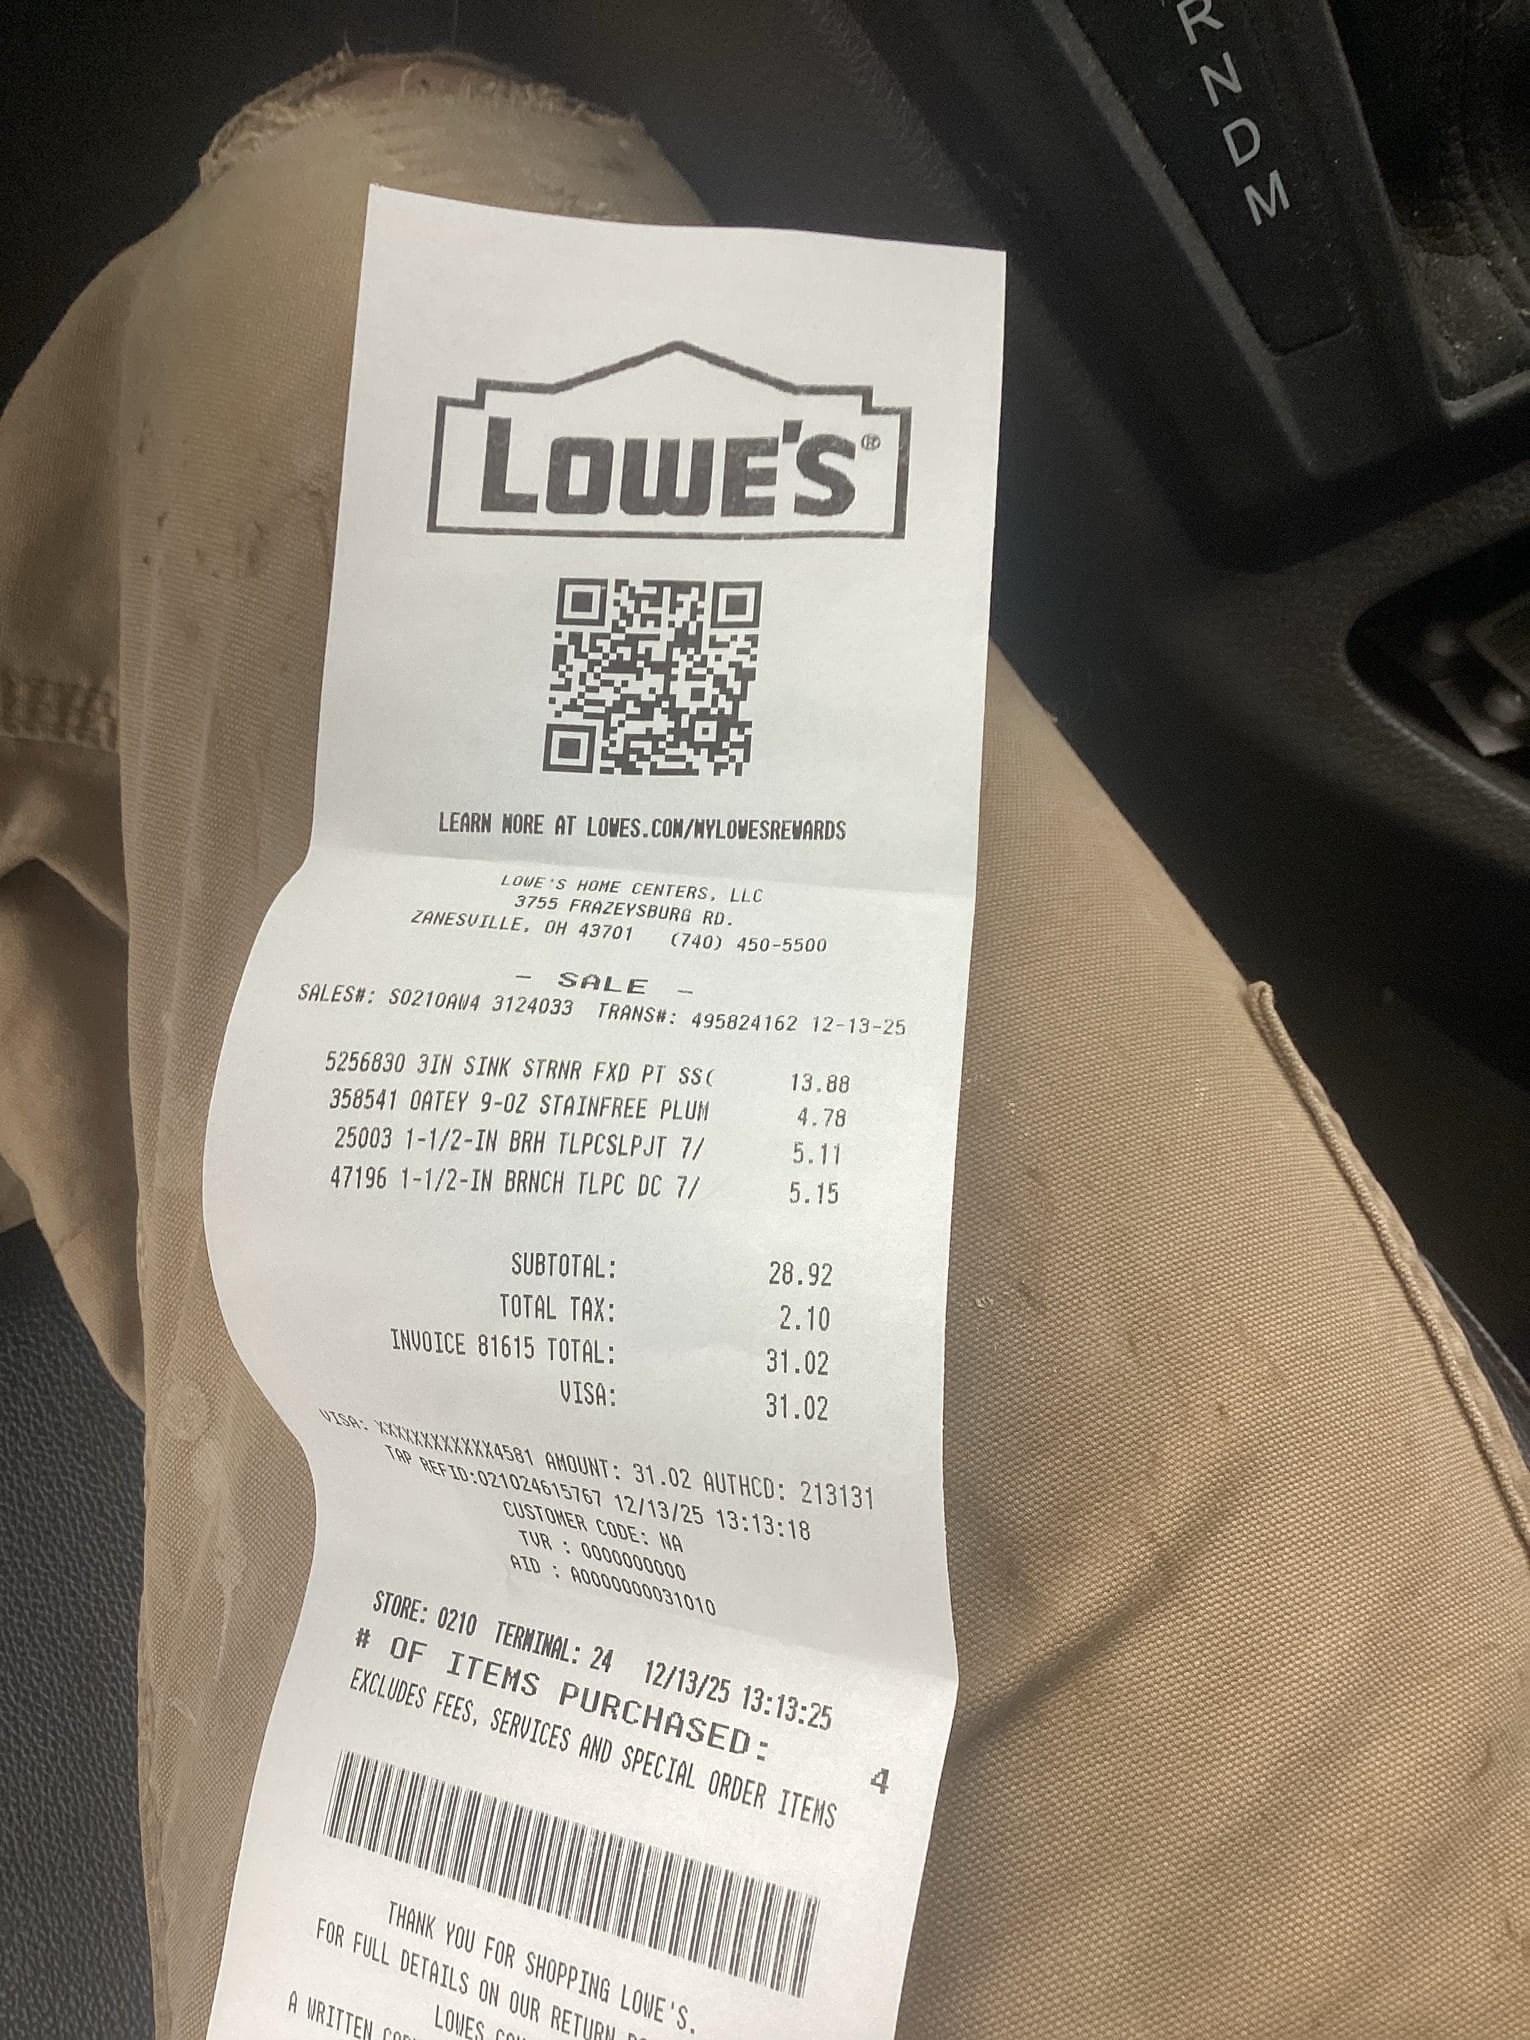 R
N
D
M
LOWE'S®
LEARN MORE AT LOWES.COM/MYLOWESREWARDS
LOWE'S HOME CENTERS, LLC
3755 FRAZEYSBURG RD.
ZANESVILLE, OH 43701 (740) 450-5500
- SALE -
SALES#: S0210AW4 3124033 TRANS#: 495824162 12-13-25
5256830 3IN SINK STRNR FXD PT SS( 13.88
358541 OATEY 9-OZ STAINFREE PLUM 4.78
25003 1-1/2-IN BRH TLPCSLPJT 7/ 5.11
47196 1-1/2-IN BRNCH TLPC DC 7/ 5.15
SUBTOTAL: 28.92
TOTAL TAX: 2.10
INVOICE 81615 TOTAL: 31.02
VISA: 31.02
VISA: XXXXXXXXXXXX4581 AMOUNT: 31.02 AUTHCD: 213131
TAP REFID:021024615767 12/13/25 13:13:18
CUSTOMER CODE: NA
TVR : 0000000000
AID : A0000000031010
STORE: 0210 TERMINAL: 24 12/13/25 13:13:25
# OF ITEMS PURCHASED: 4
EXCLUDES FEES, SERVICES AND SPECIAL ORDER ITEMS
THANK YOU FOR SHOPPING LOWE'S.
FOR FULL DETAILS ON OUR RETURN
A WRITTEN